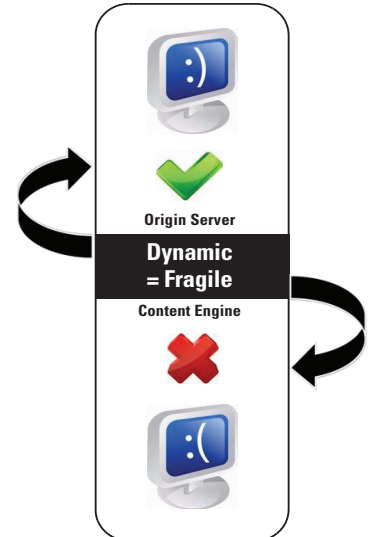 :)
Origin Server
Dynamic
= Fragile
Content Engine
:(